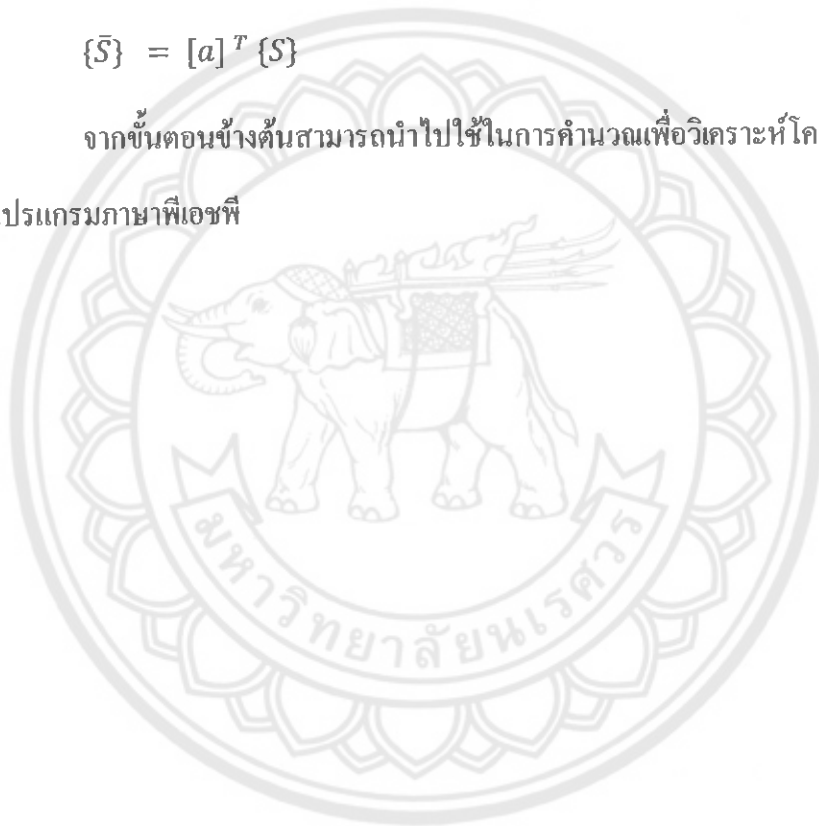 {S̄} = [a]ᵀ {S}
จากขั้นตอนข้างต้นสามารถนำไปใช้ในการคำนวณเพื่อวิเคราะห์โค
ปรแกรมภาษาพีเอชพี
มหาวิทยาลัยนเรศวร